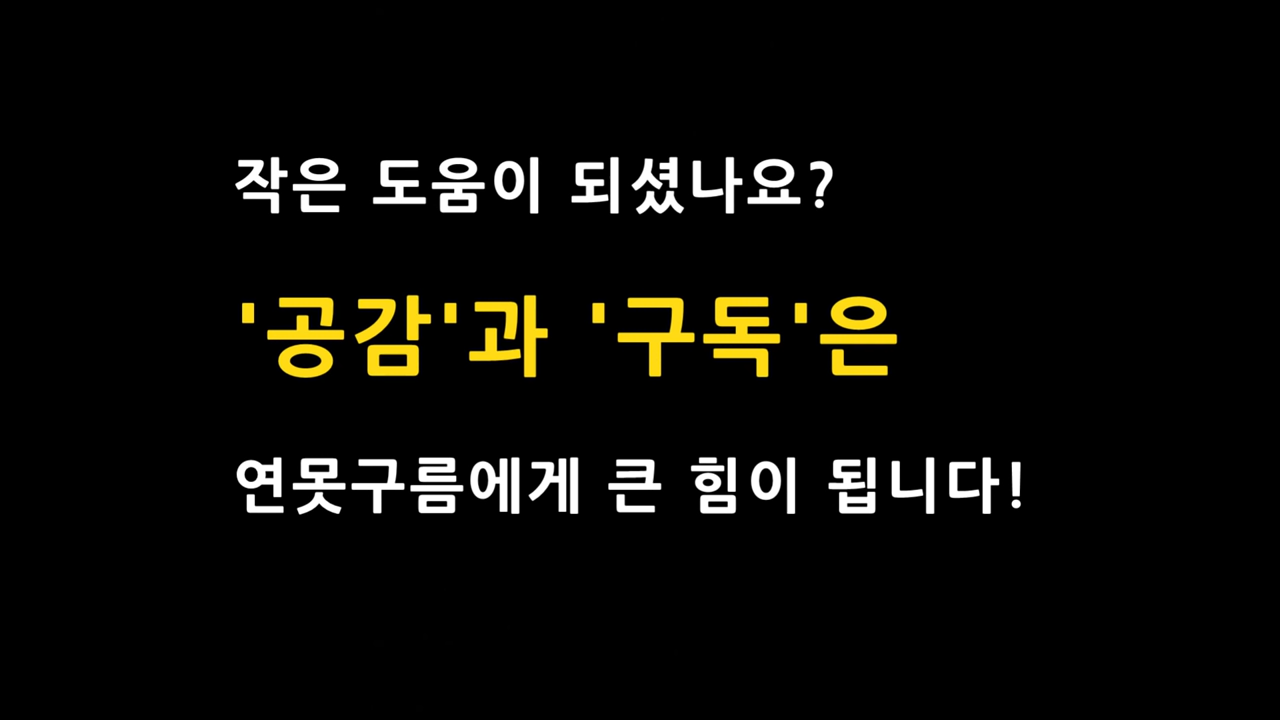 작은 도움이 되셨나요?
'공감'과 '구독'은
연못구름에게 큰 힘이 됩니다!